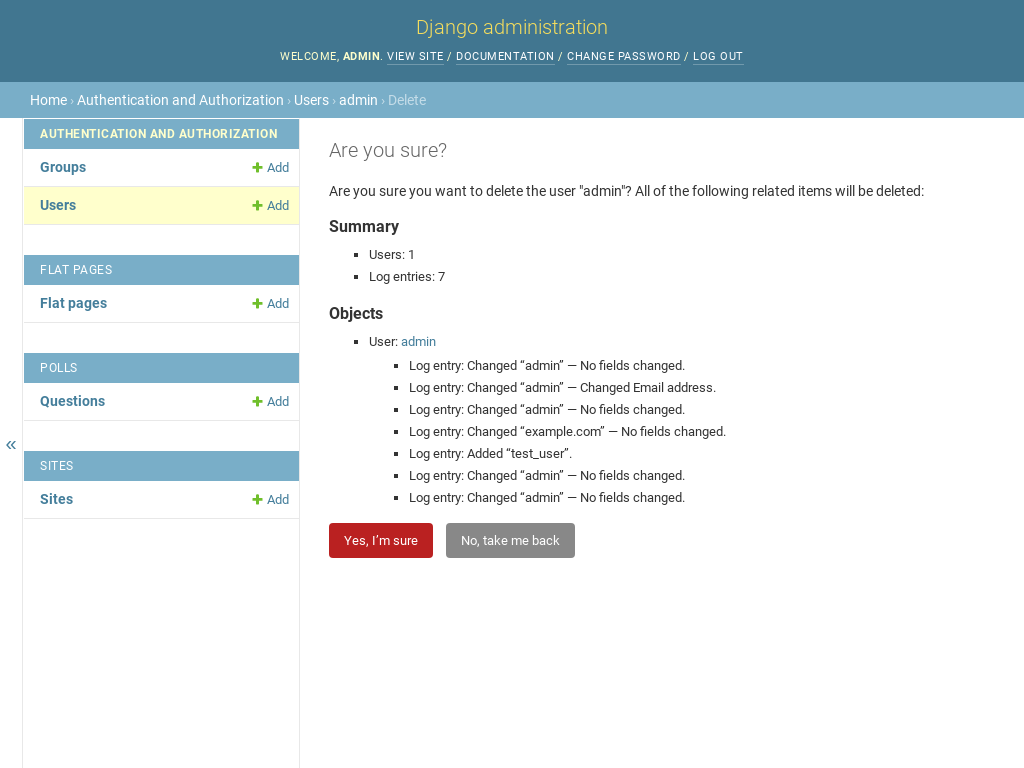 Django administration
WELCOME, ADMIN. VIEW SITE / DOCUMENTATION / CHANGE PASSWORD / LOG OUT
Home › Authentication and Authorization › Users › admin › Delete
AUTHENTICATION AND AUTHORIZATION
Groups Add
Users Add
FLAT PAGES
Flat pages Add
POLLS
Questions Add
SITES
Sites Add
«
Are you sure?
Are you sure you want to delete the user "admin"? All of the following related items will be deleted:
Summary
Users: 1
Log entries: 7
Objects
User: admin
Log entry: Changed “admin” — No fields changed.
Log entry: Changed “admin” — Changed Email address.
Log entry: Changed “admin” — No fields changed.
Log entry: Changed “example.com” — No fields changed.
Log entry: Added “test_user”.
Log entry: Changed “admin” — No fields changed.
Log entry: Changed “admin” — No fields changed.
Yes, I’m sure No, take me back